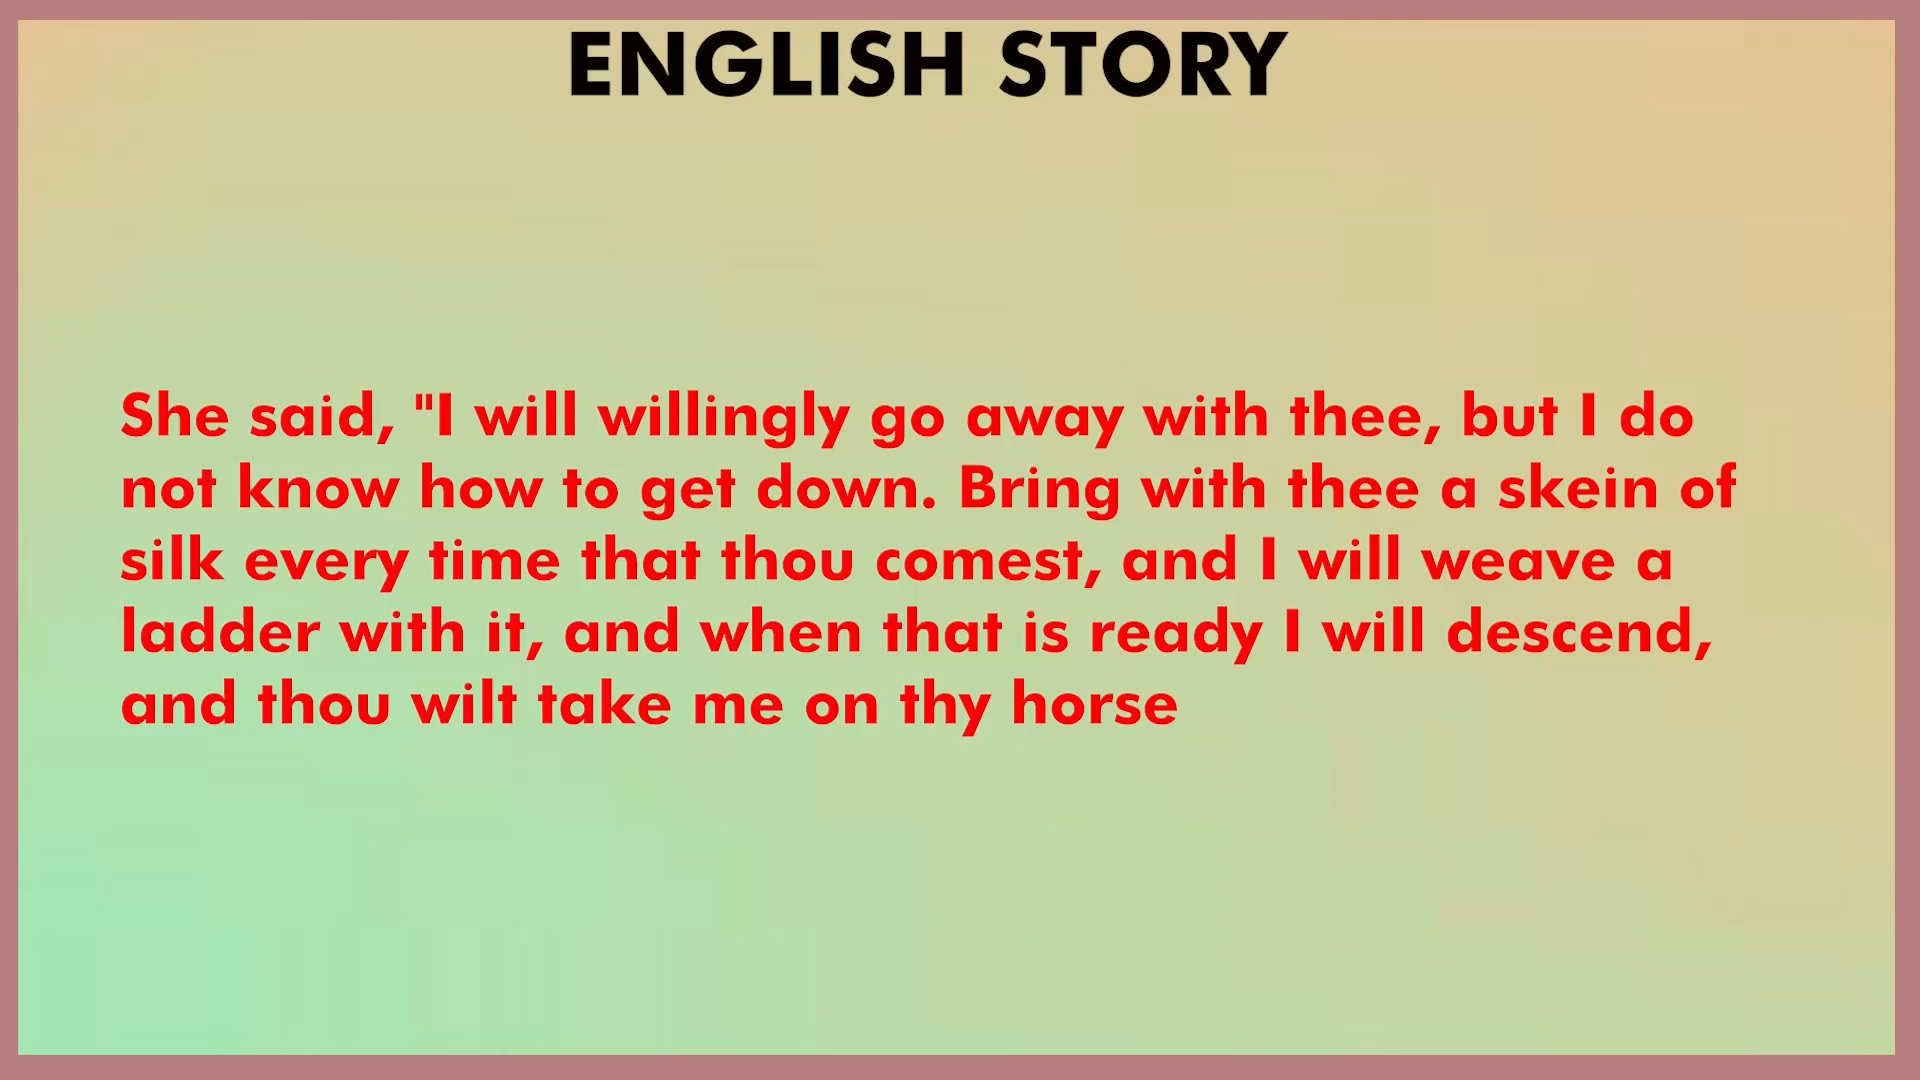 ENGLISH STORY
She said, "I will willingly go away with thee, but I do
not know how to get down. Bring with thee a skein of
silk every time that thou comest, and I will weave a
ladder with it, and when that is ready I will descend,
and thou wilt take me on thy horse